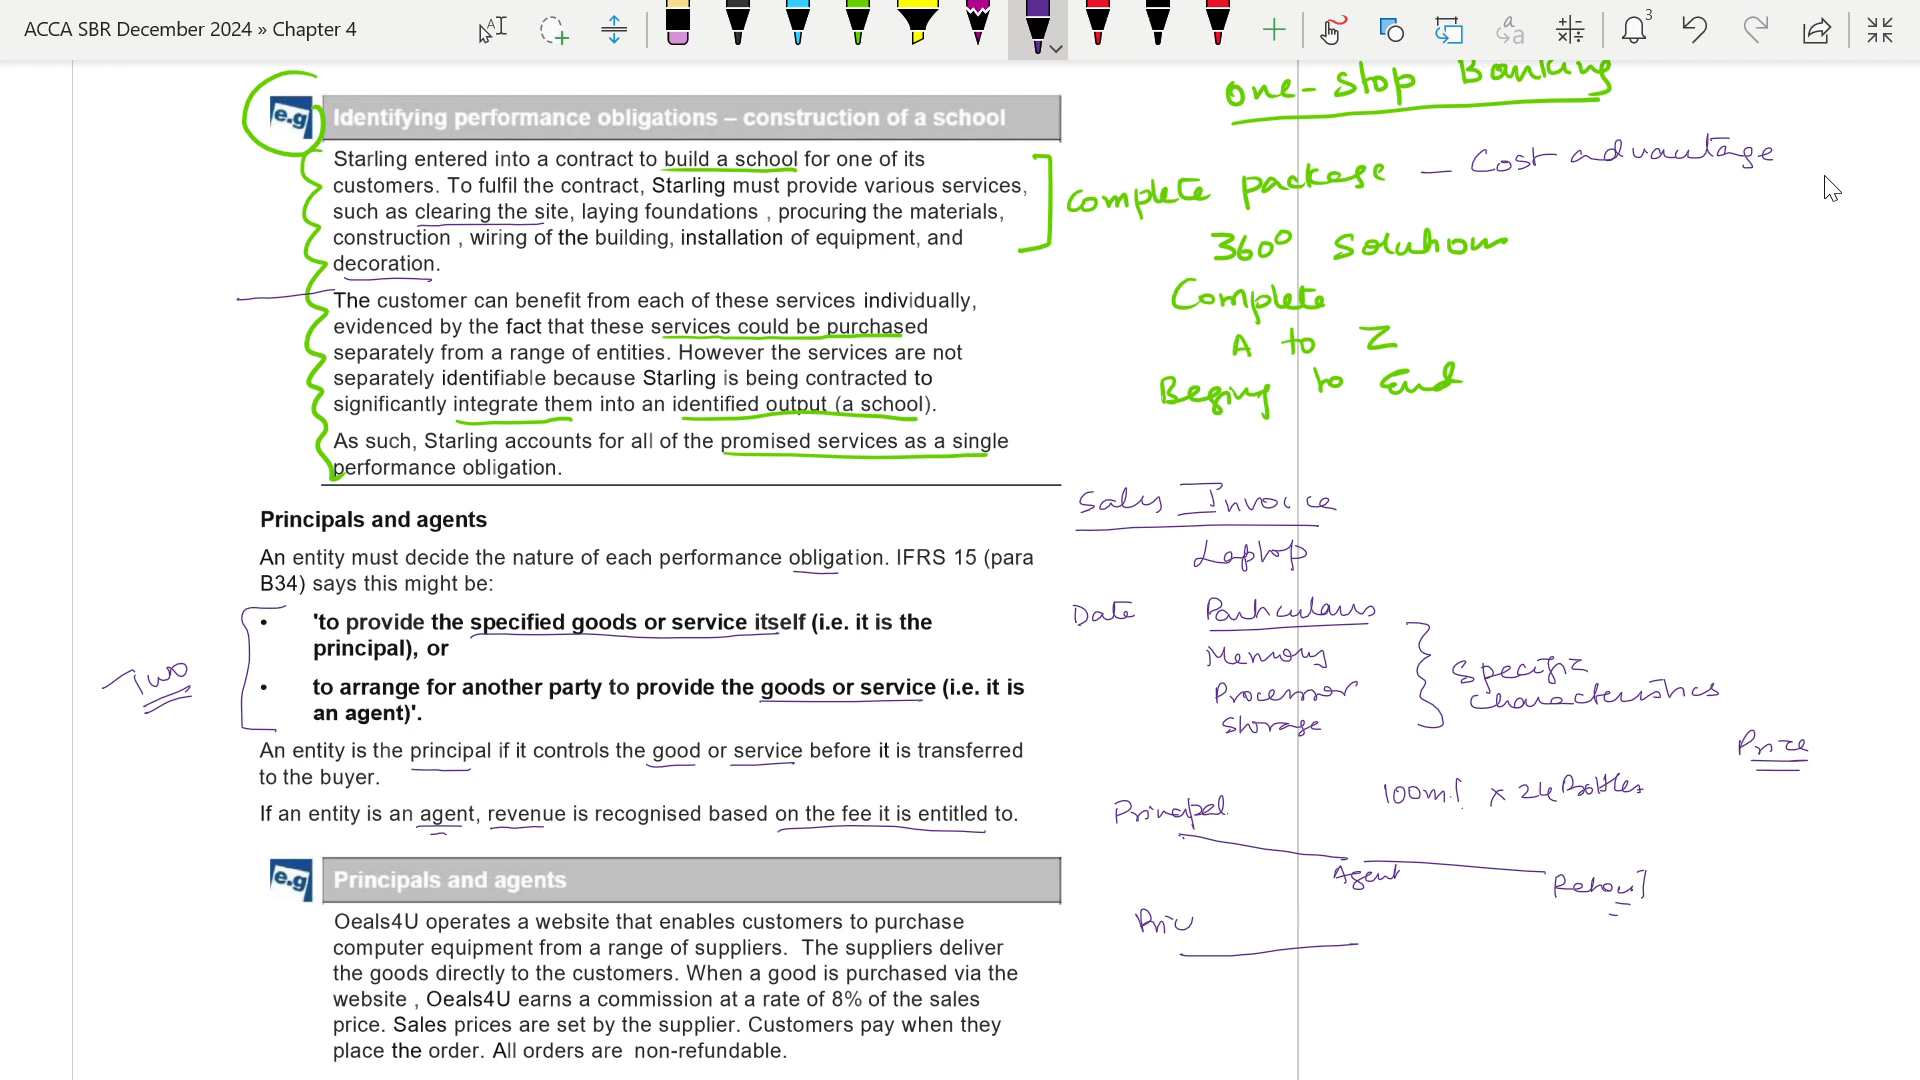 ACCA SBR December 2024 » Chapter 4
3
One-Stop Banking
e.g Identifying performance obligations – construction of a school
Starling entered into a contract to build a school for one of its
customers. To fulfil the contract, Starling must provide various services,
such as clearing the site, laying foundations , procuring the materials,
construction , wiring of the building, installation of equipment, and
decoration.
Complete package — Cost advantage
360° Solutions
Complete
A to Z
Beging to End
The customer can benefit from each of these services individually,
evidenced by the fact that these services could be purchased
separately from a range of entities. However the services are not
separately identifiable because Starling is being contracted to
significantly integrate them into an identified output (a school).
As such, Starling accounts for all of the promised services as a single
performance obligation.
Principals and agents
An entity must decide the nature of each performance obligation. IFRS 15 (para
B34) says this might be:
Two
• 'to provide the specified goods or service itself (i.e. it is the
principal), or
• to arrange for another party to provide the goods or service (i.e. it is
an agent)'.
An entity is the principal if it controls the good or service before it is transferred
to the buyer.
If an entity is an agent, revenue is recognised based on the fee it is entitled to.
Sales Invoice
Laptop
Date Particulars
Memory
Processor
Storage
Specific
Characteristics
Price
100ml x 24 Bottles
Principal
Agent
e.g Principals and agents
Oeals4U operates a website that enables customers to purchase
computer equipment from a range of suppliers. The suppliers deliver
the goods directly to the customers. When a good is purchased via the
website , Oeals4U earns a commission at a rate of 8% of the sales
price. Sales prices are set by the supplier. Customers pay when they
place the order. All orders are non-refundable.